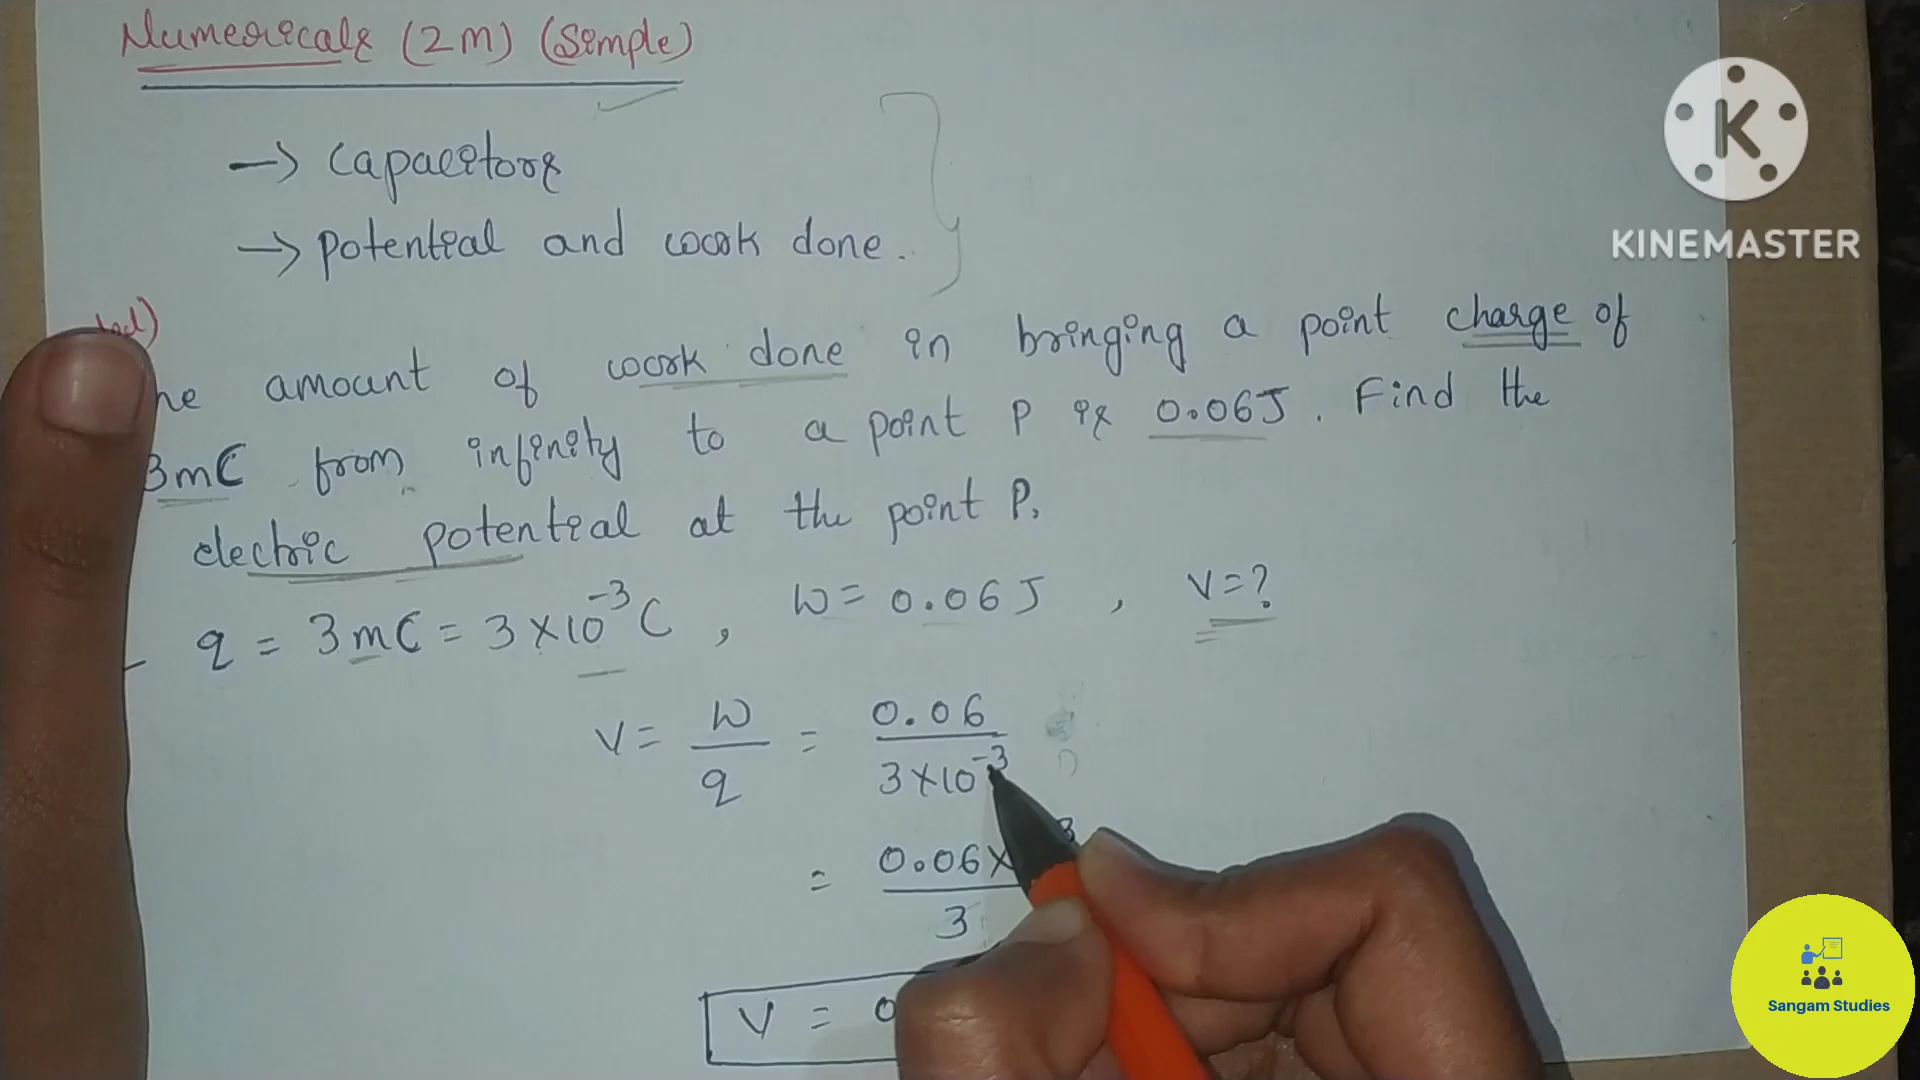 Numericals (2m) (Simple)
→ capacitors
→ potential and work done.
he amount of work done in bringing a point charge of
3mC from infinity to a point P is 0.06J. Find the
electric potential at the point P.
q = 3mC = 3×10⁻³C , W = 0.06J , V=?
V = W/q = 0.06/3×10⁻³
= 0.06×
3
V = 0
K
KINEMASTER
Sangam Studies